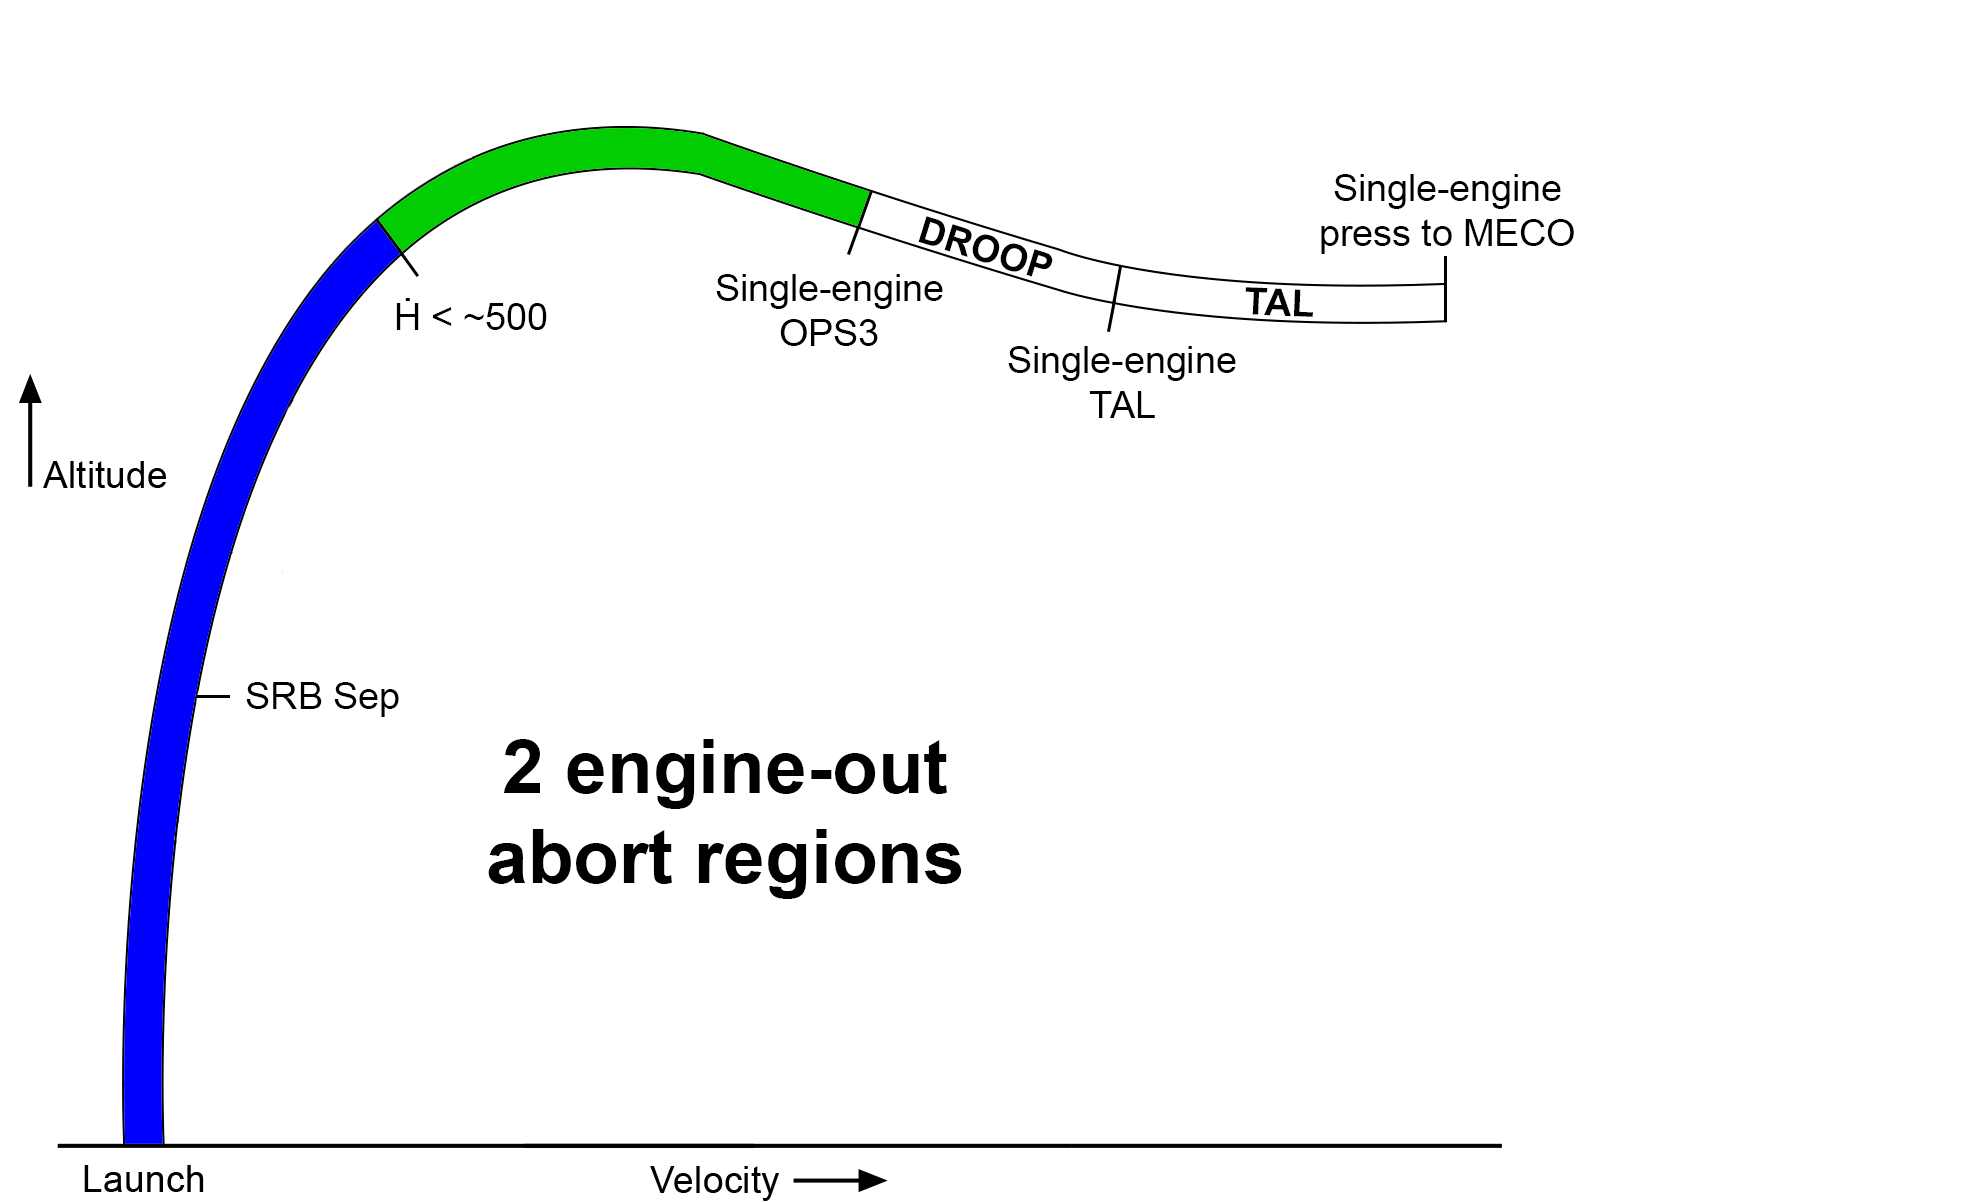 Single-engine
press to MECO
DROOP
TAL
Single-engine
OPS3
Ḣ < ~500
Single-engine
TAL
Altitude
SRB Sep
2 engine-out
abort regions
Launch
Velocity